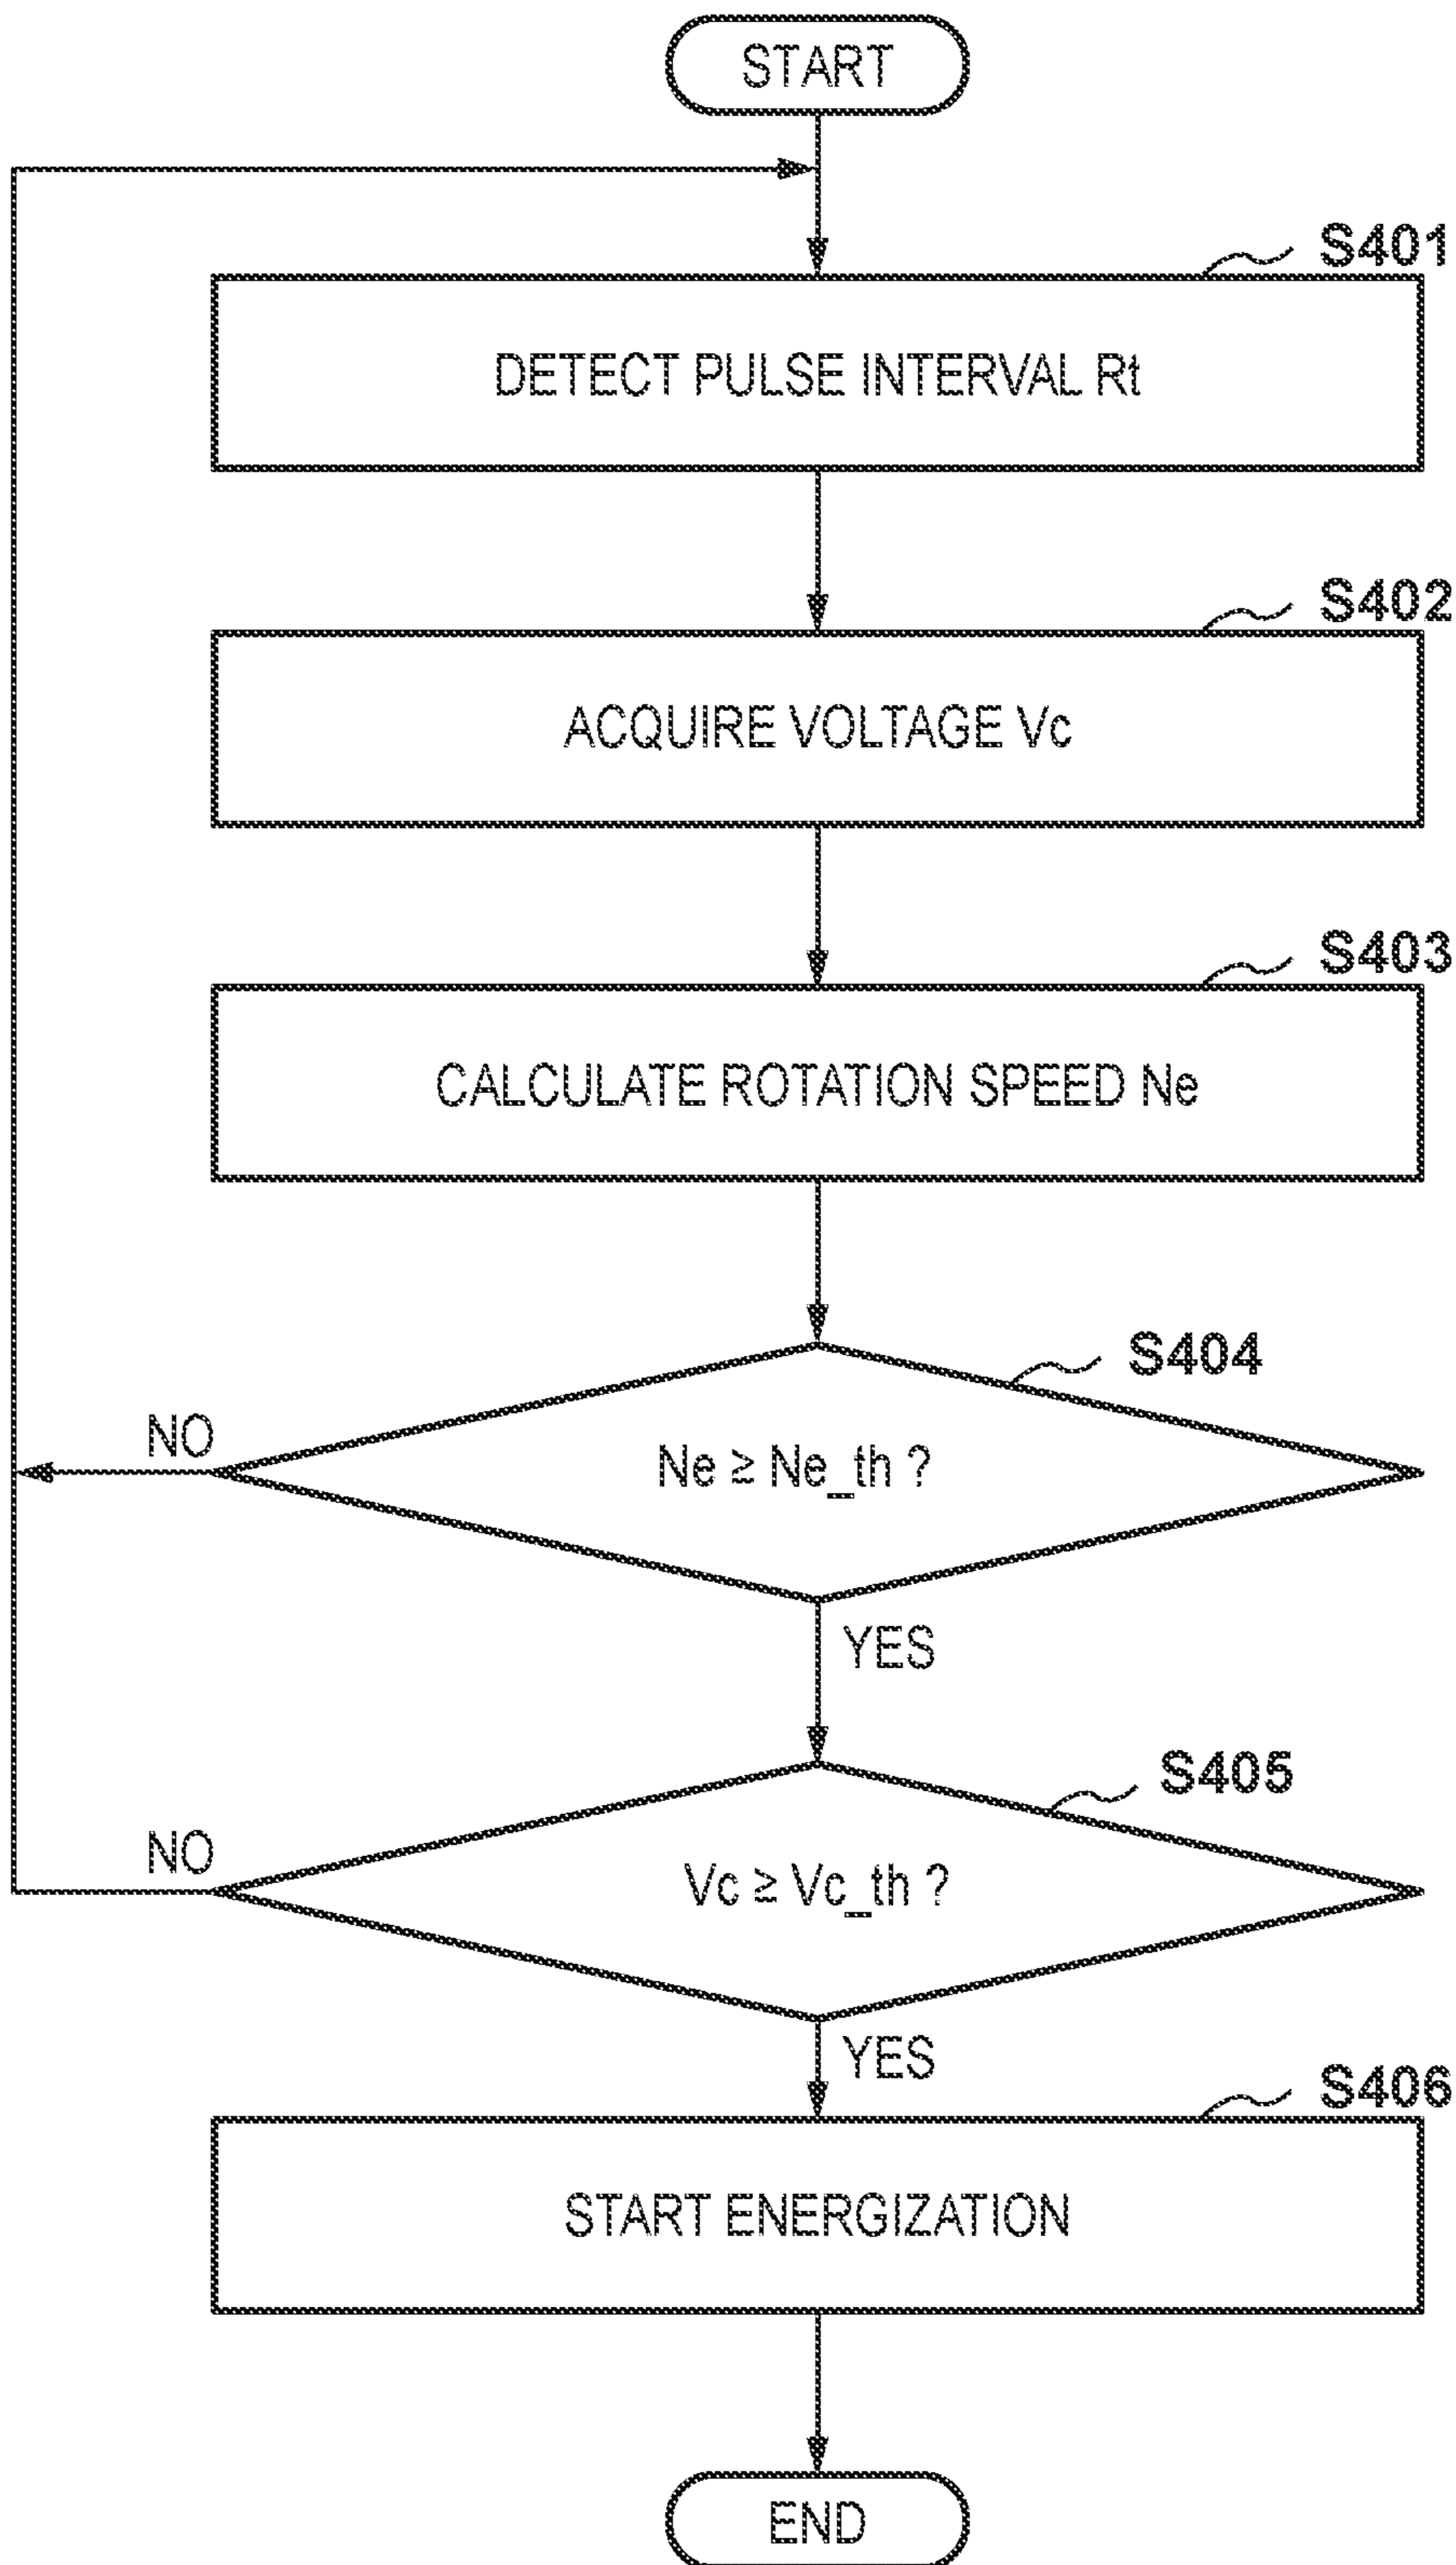 START
S401
DETECT PULSE INTERVAL Rt
S402
ACQUIRE VOLTAGE Vc
S403
CALCULATE ROTATION SPEED Ne
S404
NO
Ne ≥ Ne_th ?
YES
S405
NO
Vc ≥ Vc_th ?
YES
S406
START ENERGIZATION
END